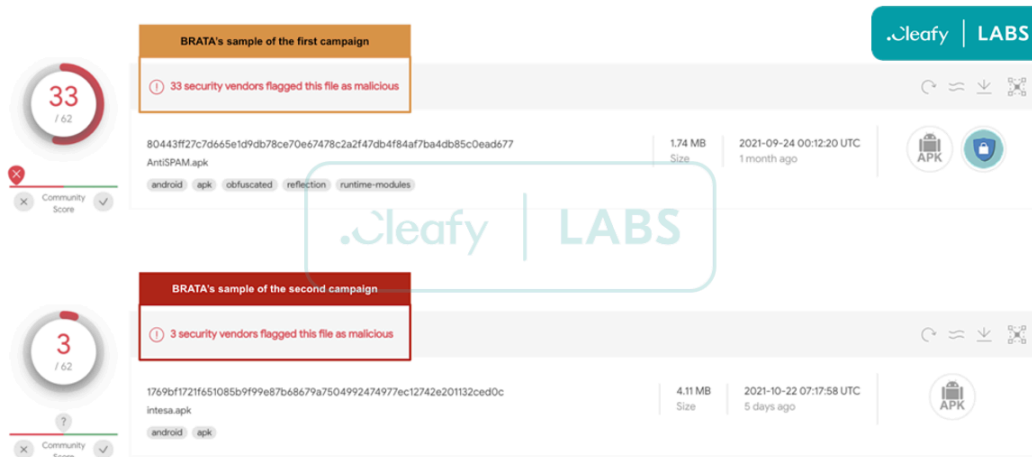 .Cleafy | LABS
BRATA's sample of the first campaign
33 security vendors flagged this file as malicious
33
/ 62
80443ff27c7d665e1d9db78ce70e67478c2a2f47db4f84af7ba4db85c0ead677
AntiSPAM.apk
android apk obfuscated reflection runtime-modules
1.74 MB
Size
2021-09-24 00:12:20 UTC
1 month ago
APK
Community
Score
.Cleafy | LABS
BRATA's sample of the second campaign
3 security vendors flagged this file as malicious
3
/ 62
1769bf1721f651085b9f99e87b68679a7504992474977ec12742e201132ced0c
intesa.apk
android apk
4.11 MB
Size
2021-10-22 07:17:58 UTC
5 days ago
APK
?
Community
Score